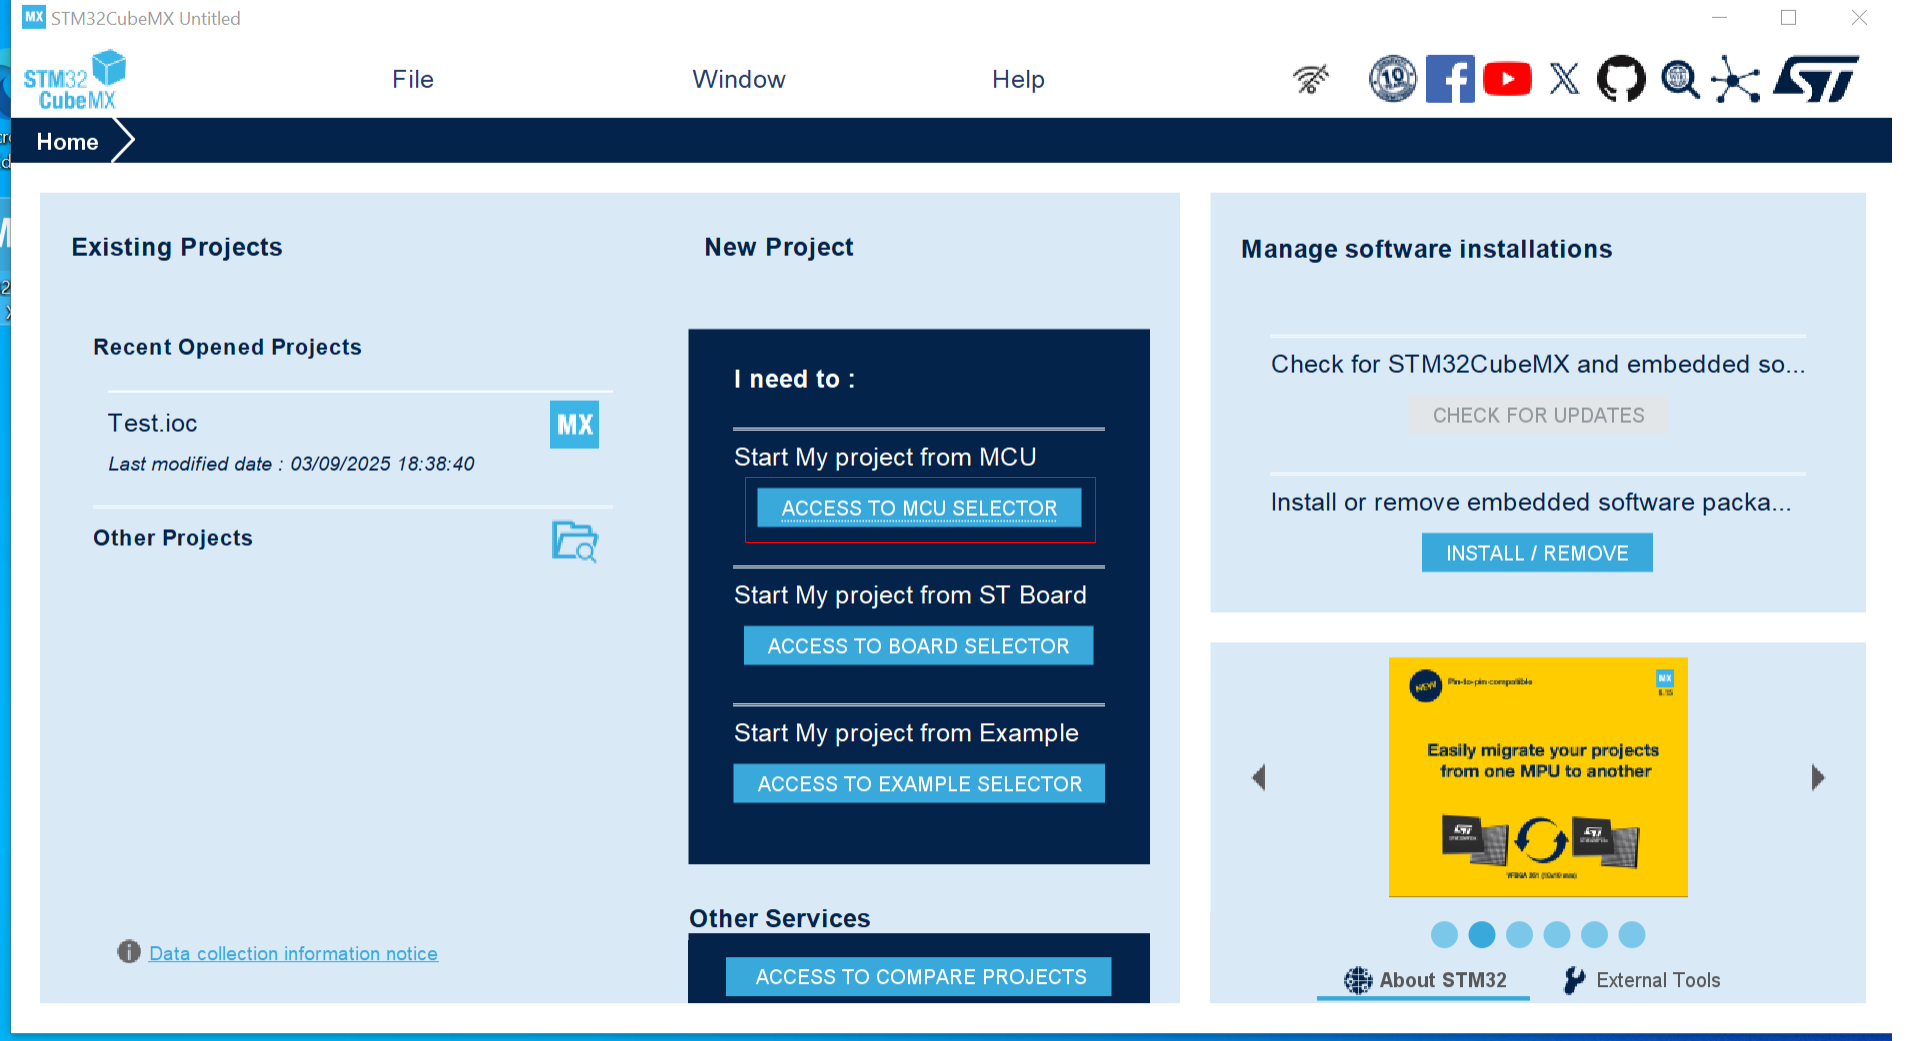 MX STM32CubeMX Untitled
STM32
CubeMX
File
Window
Help
10
Home
Existing Projects
Recent Opened Projects
Test.ioc
MX
Last modified date : 03/09/2025 18:38:40
Other Projects
Data collection information notice
New Project
I need to :
Start My project from MCU
ACCESS TO MCU SELECTOR
Start My project from ST Board
ACCESS TO BOARD SELECTOR
Start My project from Example
ACCESS TO EXAMPLE SELECTOR
Other Services
ACCESS TO COMPARE PROJECTS
Manage software installations
Check for STM32CubeMX and embedded so...
CHECK FOR UPDATES
Install or remove embedded software packa...
INSTALL / REMOVE
NEW Pin-to-pin compatible
MX
6.15
Easily migrate your projects
from one MPU to another
About STM32
External Tools